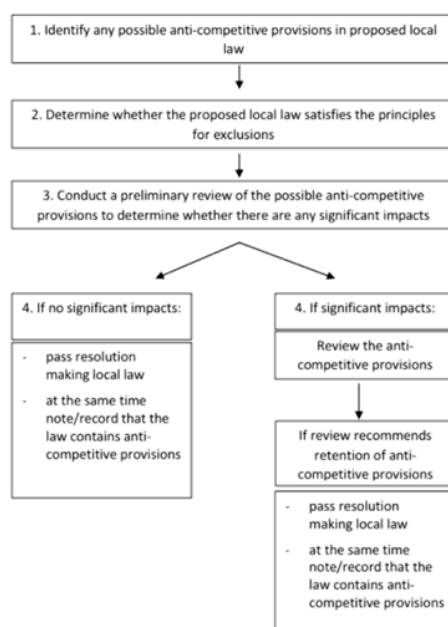 1. Identify any possible anti-competitive provisions in proposed local
law
2. Determine whether the proposed local law satisfies the principles
for exclusions
3. Conduct a preliminary review of the possible anti-competitive
provisions to determine whether there are any significant impacts
4. If no significant impacts:
- pass resolution
making local law
- at the same time
note/record that the
law contains anti-
competitive provisions
4. If significant impacts:
Review the anti-
competitive provisions
If review recommends
retention of anti-
competitive provisions
- pass resolution
making local law
- at the same time
note/record that the
law contains anti-
competitive provisions